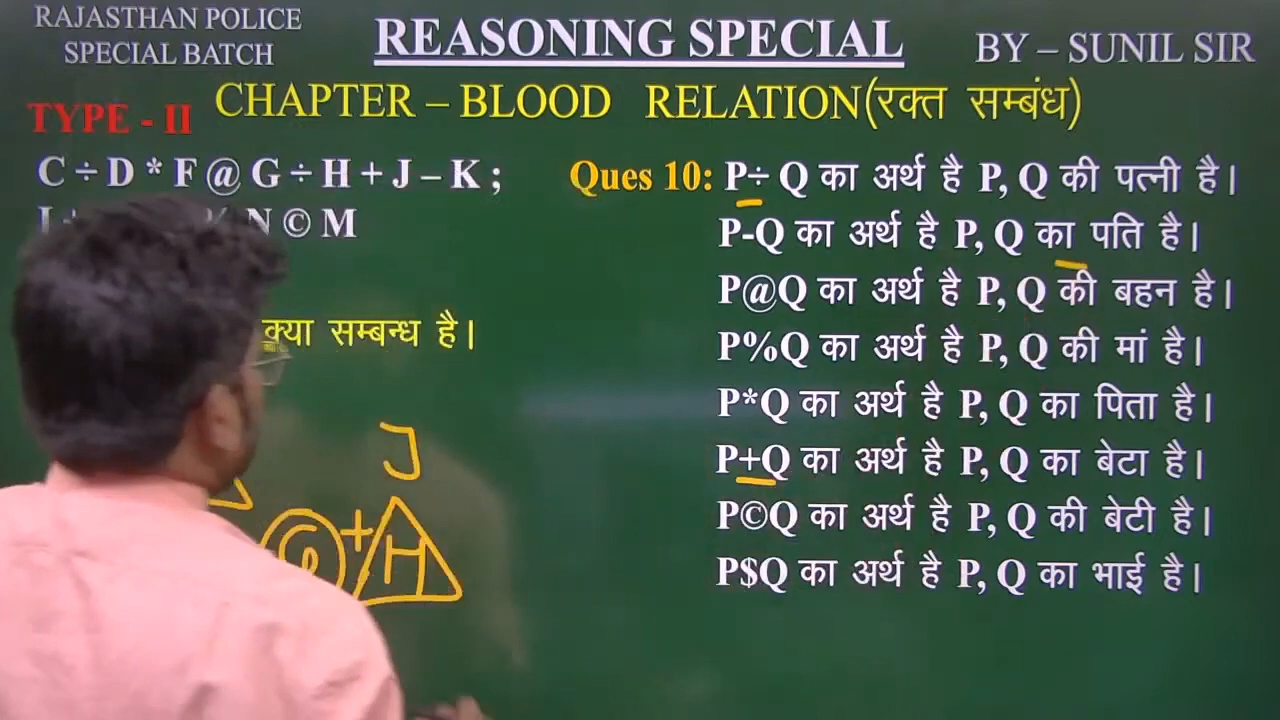 RAJASTHAN POLICE
SPECIAL BATCH
REASONING SPECIAL
BY – SUNIL SIR
CHAPTER – BLOOD RELATION(रक्त सम्बंध)
TYPE - II
C ÷ D * F @ G ÷ H + J – K ;
N © M
क्या सम्बन्ध है।
Ques 10: P÷ Q का अर्थ है P, Q की पत्नी है।
P-Q का अर्थ है P, Q का पति है।
P@Q का अर्थ है P, Q की बहन है।
P%Q का अर्थ है P, Q की मां है।
P*Q का अर्थ है P, Q का पिता है।
P+Q का अर्थ है P, Q का बेटा है।
P©Q का अर्थ है P, Q की बेटी है।
P$Q का अर्थ है P, Q का भाई है।
J
G + H